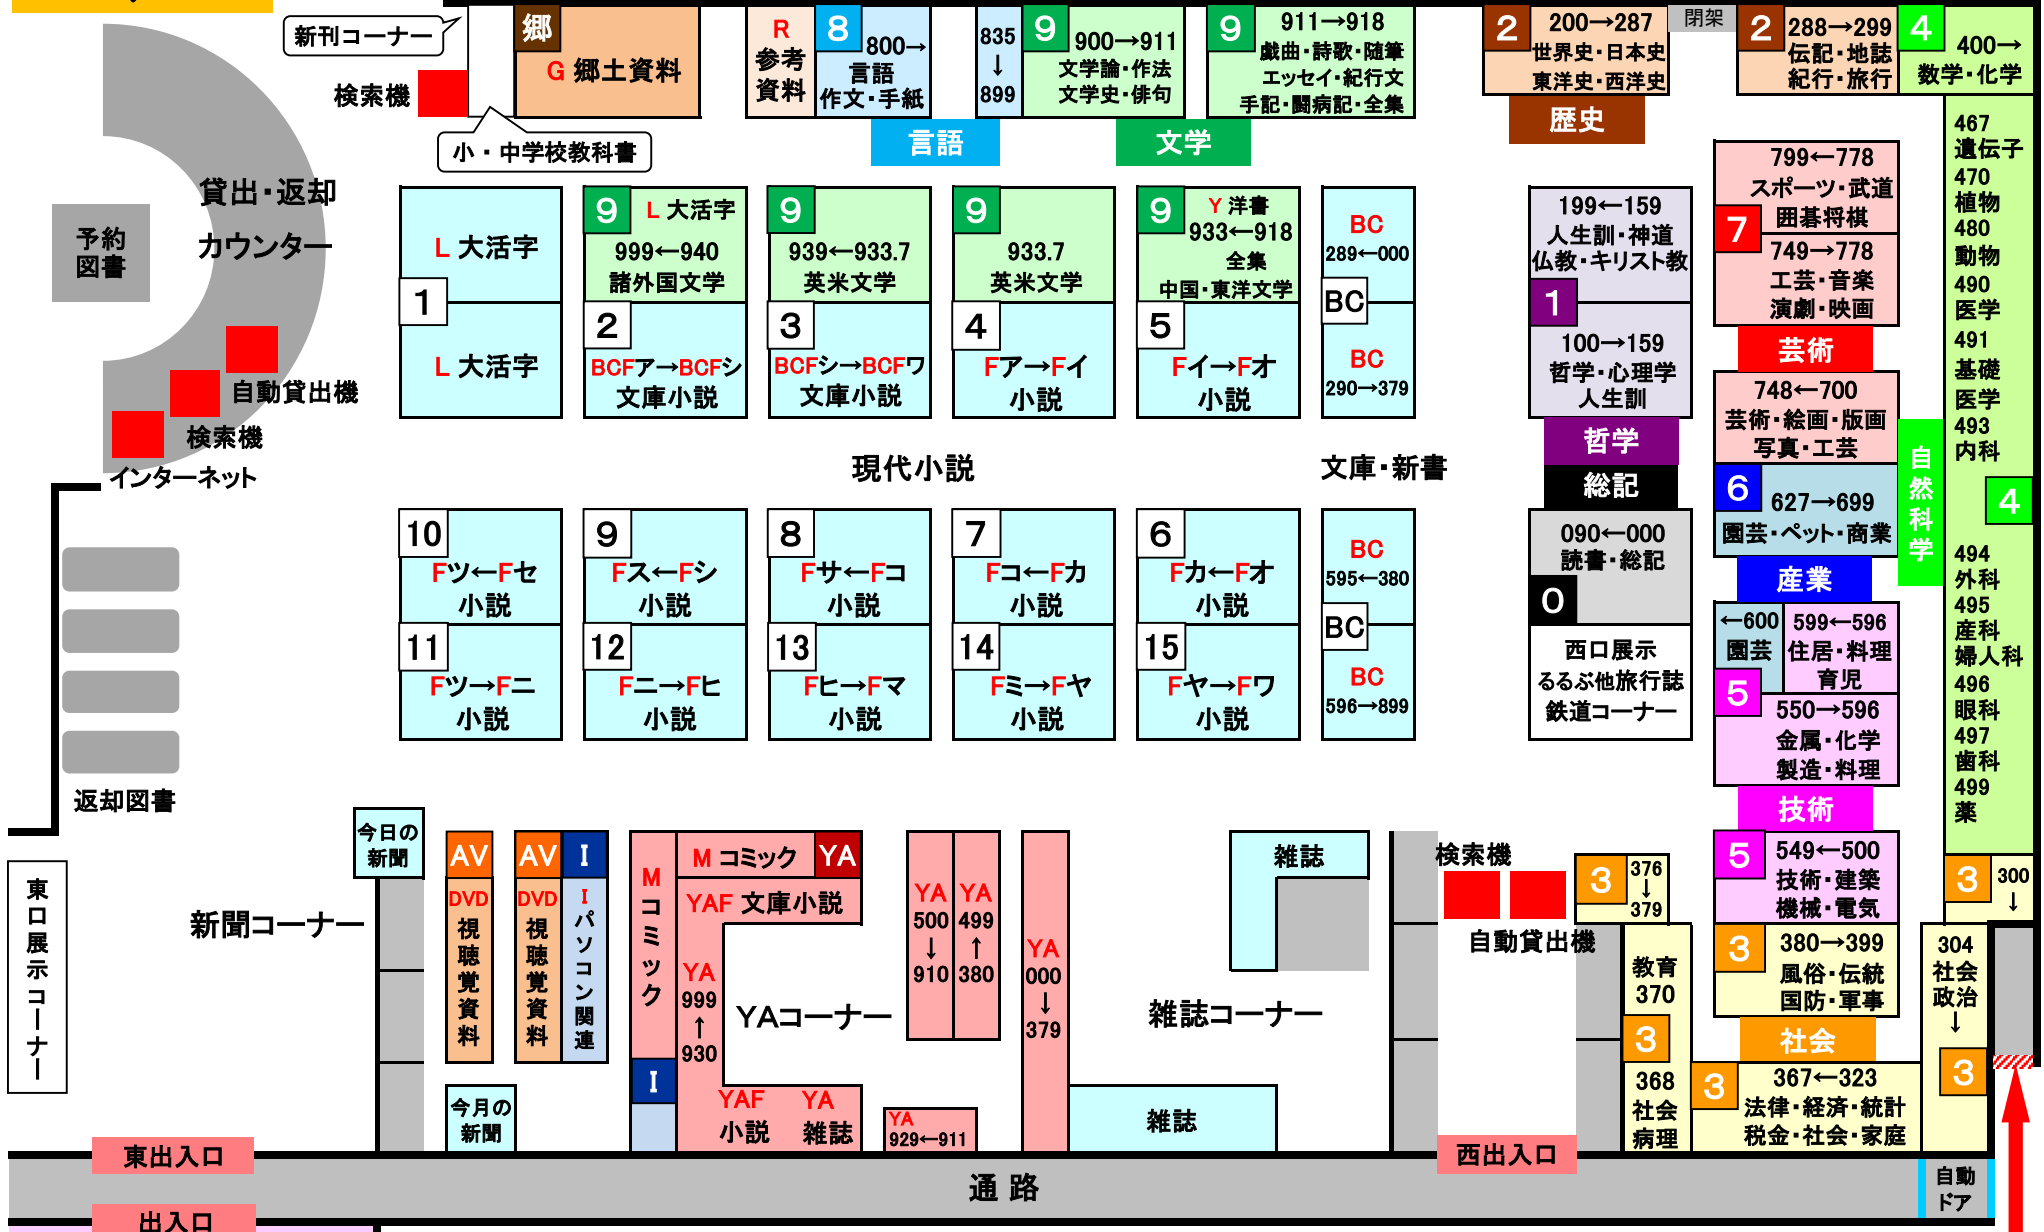 新刊コーナー
検索機
小・中学校教科書
郷
G 郷土資料
R
参考
資料
8
800→
言語
作文・手紙
言語
835
↓
899
9
900→911
文学論・作法
文学史・俳句
文学
9
911→918
戯曲・詩歌・随筆
エッセイ・紀行文
手記・闘病記・全集
2
200→287
世界史・日本史
東洋史・西洋史
歴史
閉架
2
288→299
伝記・地誌
紀行・旅行
4
400→
数学・化学
貸出・返却
カウンター
予約
図書
自動貸出機
検索機
インターネット
返却図書
L 大活字
1
L 大活字
9
L 大活字
999←940
諸外国文学
2
BCFア→BCFシ
文庫小説
9
939←933.7
英米文学
3
BCFシ→BCFワ
文庫小説
9
933.7
英米文学
4
Fア→Fイ
小説
9
Y 洋書
933←918
全集
中国・東洋文学
5
Fイ→Fオ
小説
BC
289←000
BC
BC
290→379
199←159
人生訓・神道
仏教・キリスト教
1
100→159
哲学・心理学
人生訓
哲学
総記
799←778
スポーツ・武道
囲碁将棋
7
749→778
工芸・音楽
演劇・映画
芸術
748←700
芸術・絵画・版画
写真・工芸
6
627→699
園芸・ペット・商業
産業
467
遺伝子
470
植物
480
動物
490
医学
491
基礎
医学
493
内科
4
494
外科
495
産科
婦人科
496
眼科
497
歯科
499
薬
自然科学
現代小説
文庫・新書
10
Fツ←Fセ
小説
11
Fツ→Fニ
小説
9
Fス←Fシ
小説
12
Fニ→Fヒ
小説
8
Fサ←Fコ
小説
13
Fヒ→Fマ
小説
7
Fコ←Fカ
小説
14
Fミ→Fヤ
小説
6
Fカ←Fオ
小説
15
Fヤ→Fワ
小説
BC
595←380
BC
BC
596→899
090←000
読書・総記
0
西口展示
るるぶ他旅行誌
鉄道コーナー
←600
園芸
599←596
住居・料理
育児
5
550→596
金属・化学
製造・料理
技術
5
549←500
技術・建築
機械・電気
3
380→399
風俗・伝統
国防・軍事
社会
3
367←323
法律・経済・統計
税金・社会・家庭
3
300
↓
304
社会
政治
↓
3
今日の
新聞
新聞コーナー
東口展示コーナー
AV
DVD
視聴覚資料
AV
DVD
視聴覚資料
I
I
パソコン関連
今月の
新聞
M
コミック
I
M コミック
YA
YAF 文庫小説
YA
999
↑
930
YAコーナー
YAF
小説
YA
雑誌
YA
500
↓
910
YA
499
↑
380
YA
929←911
YA
000
↓
379
雑誌
雑誌コーナー
雑誌
検索機
自動貸出機
3
376
↓
379
教育
370
3
368
社会
病理
東出入口
西出入口
通路
自動
ドア
出入口